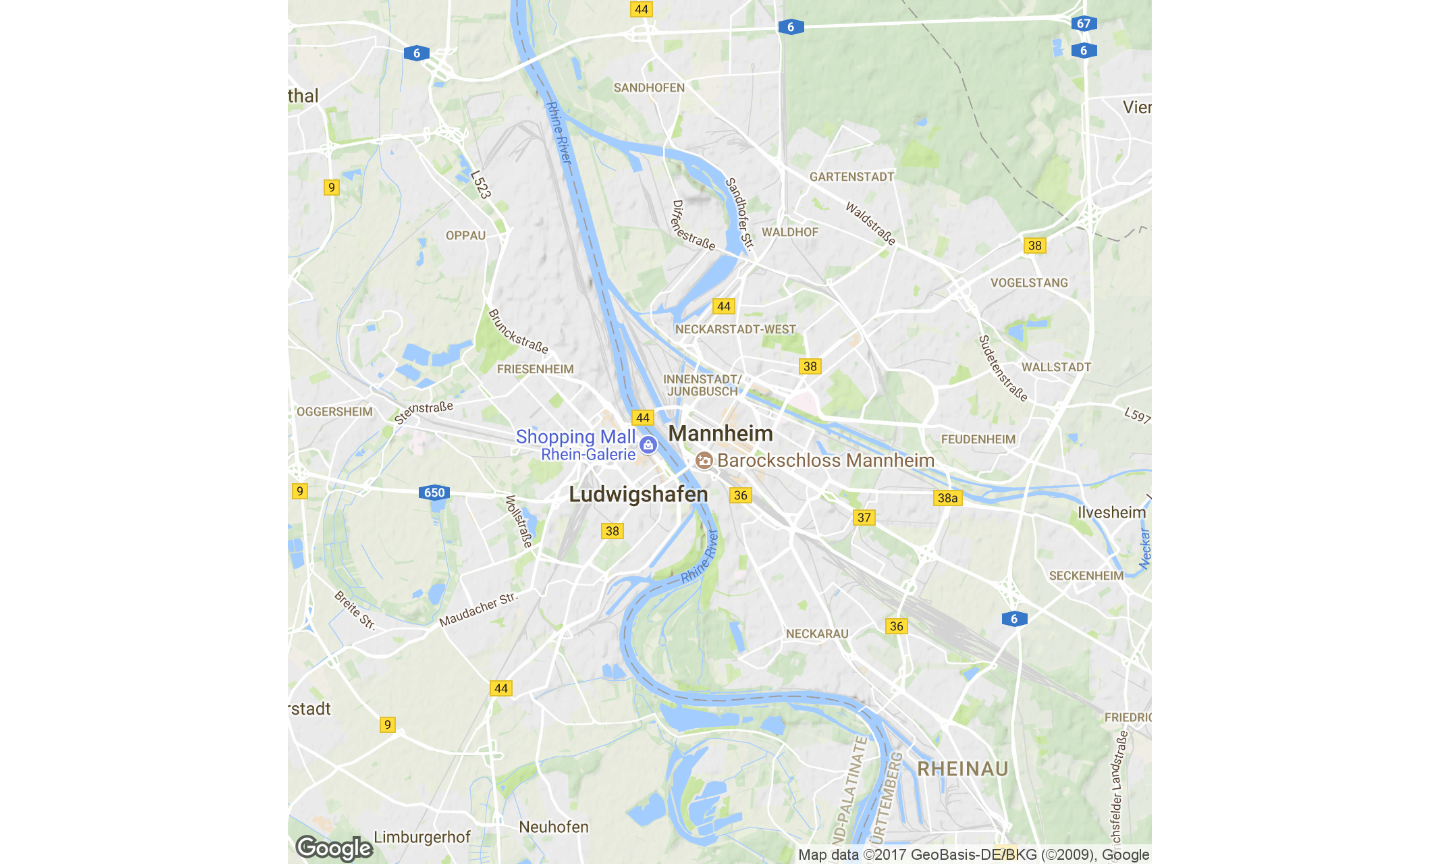 44
6
67
6
6
thal
SANDHOFEN
Vier
Rhine River
9
L523
GARTENSTADT
Sandhofer Str.
Diffenestraße
Waldstraße
OPPAU
WALDHOF
38
VOGELSTANG
44
Brunckstraße
NECKARSTADT-WEST
Sudetenstraße
FRIESENHEIM
38
WALLSTADT
INNENSTADT/
JUNGBUSCH
OGGERSHEIM
Sternstraße
44
L597
Shopping Mall
Rhein-Galerie
Mannheim
FEUDENHEIM
Barockschloss Mannheim
9
650
Ludwigshafen
36
38a
Wollstraße
37
Ilvesheim
38
Rhine River
Neckar
SECKENHEIM
Breite Str.
Maudacher Str.
6
36
NECKARAU
44
rstadt
9
FRIEDRIC
ND-PALATINATE
ÜRTTEMBERG
RHEINAU
chsfelder Landstraße
Neuhofen
Limburgerhof
Google
Map data ©2017 GeoBasis-DE/BKG (©2009), Google